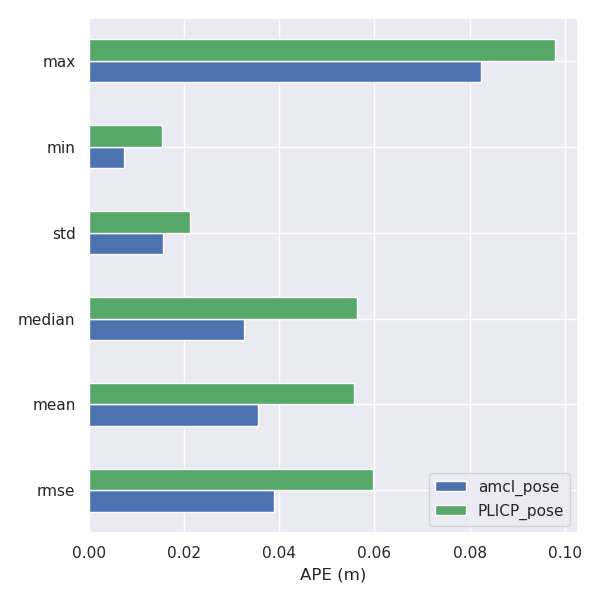 max
min
std
median
mean
rmse
amcl_pose
PLICP_pose
0.00 0.02 0.04 0.06 0.08 0.10
APE (m)